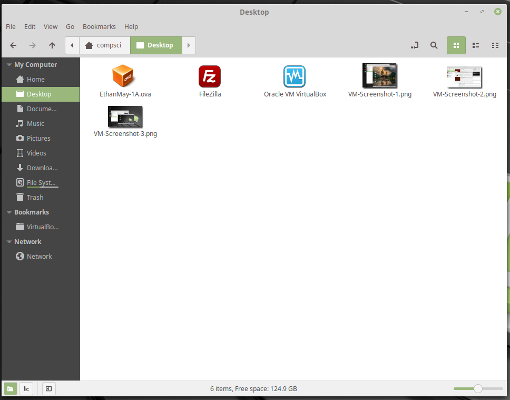 Desktop
File Edit View Go Bookmarks Help
compsci Desktop
My Computer
Home
Desktop
Docume...
Music
Pictures
Videos
Downloa...
File Syst...
Trash
Bookmarks
VirtualBo...
Network
Network
EthanMay-1A.ova
FileZilla
Oracle VM VirtualBox
VM-Screenshot-1.png
VM-Screenshot-2.png
VM-Screenshot-3.png
6 items, Free space: 124.9 GB